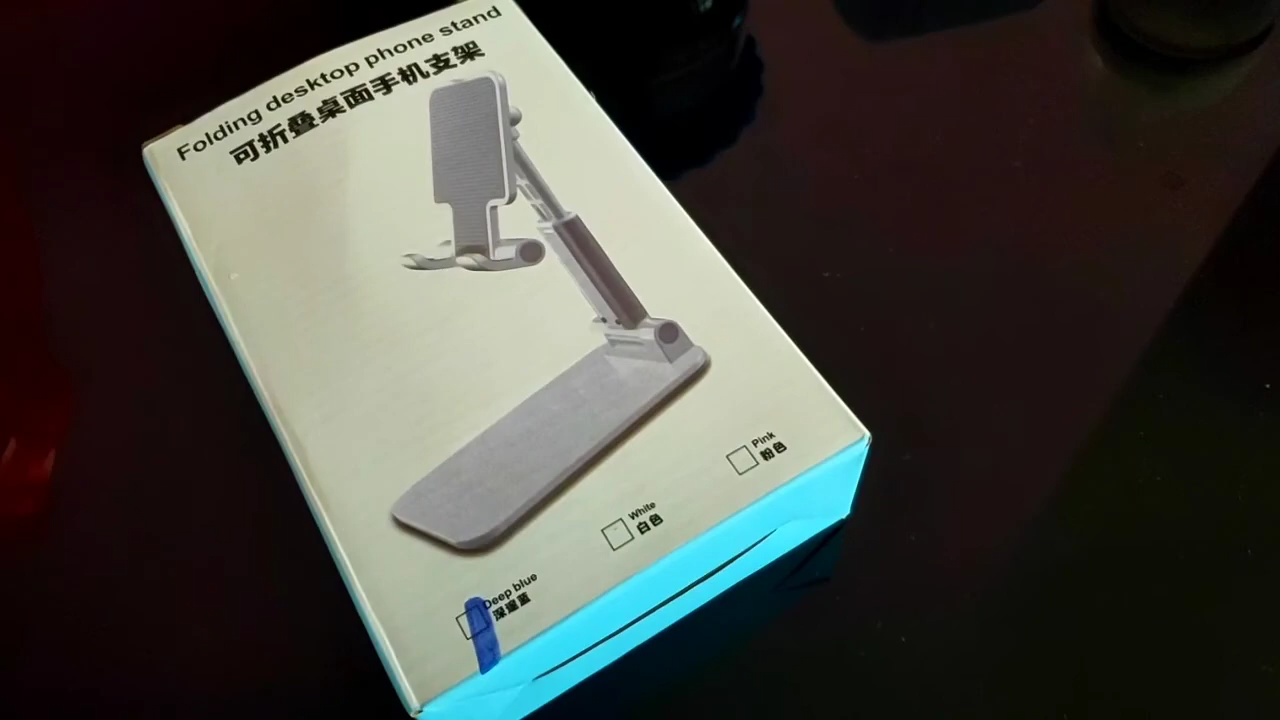 Folding desktop phone stand
可折叠桌面手机支架
Pink
粉色
White
白色
Deep blue
深邃蓝